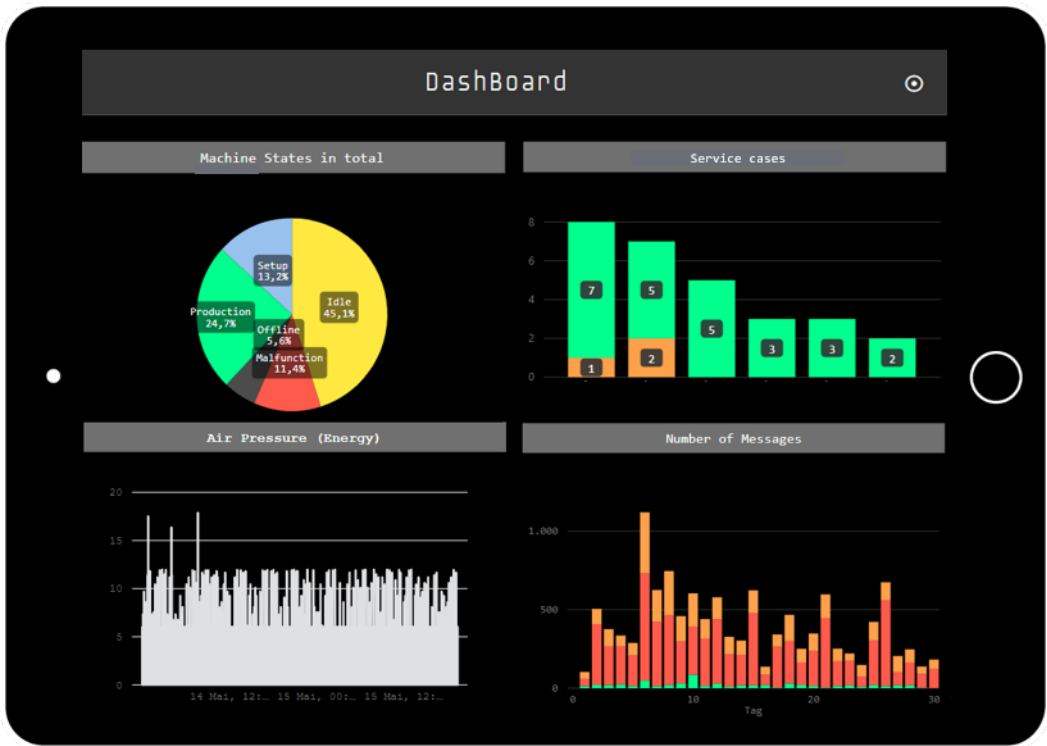 DashBoard
Machine States in total
Setup
13,2%
Idle
45,1%
Production
24,7%
Offline
5,6%
Malfunction
11,4%
Service cases
8
6
4
2
0
7
1
5
2
5
3
3
2
Air Pressure (Energy)
20
15
10
5
0
14 Mai, 12:… 15 Mai, 00:… 15 Mai, 12:…
Number of Messages
1.000
500
0
0 10 20 30
Tag